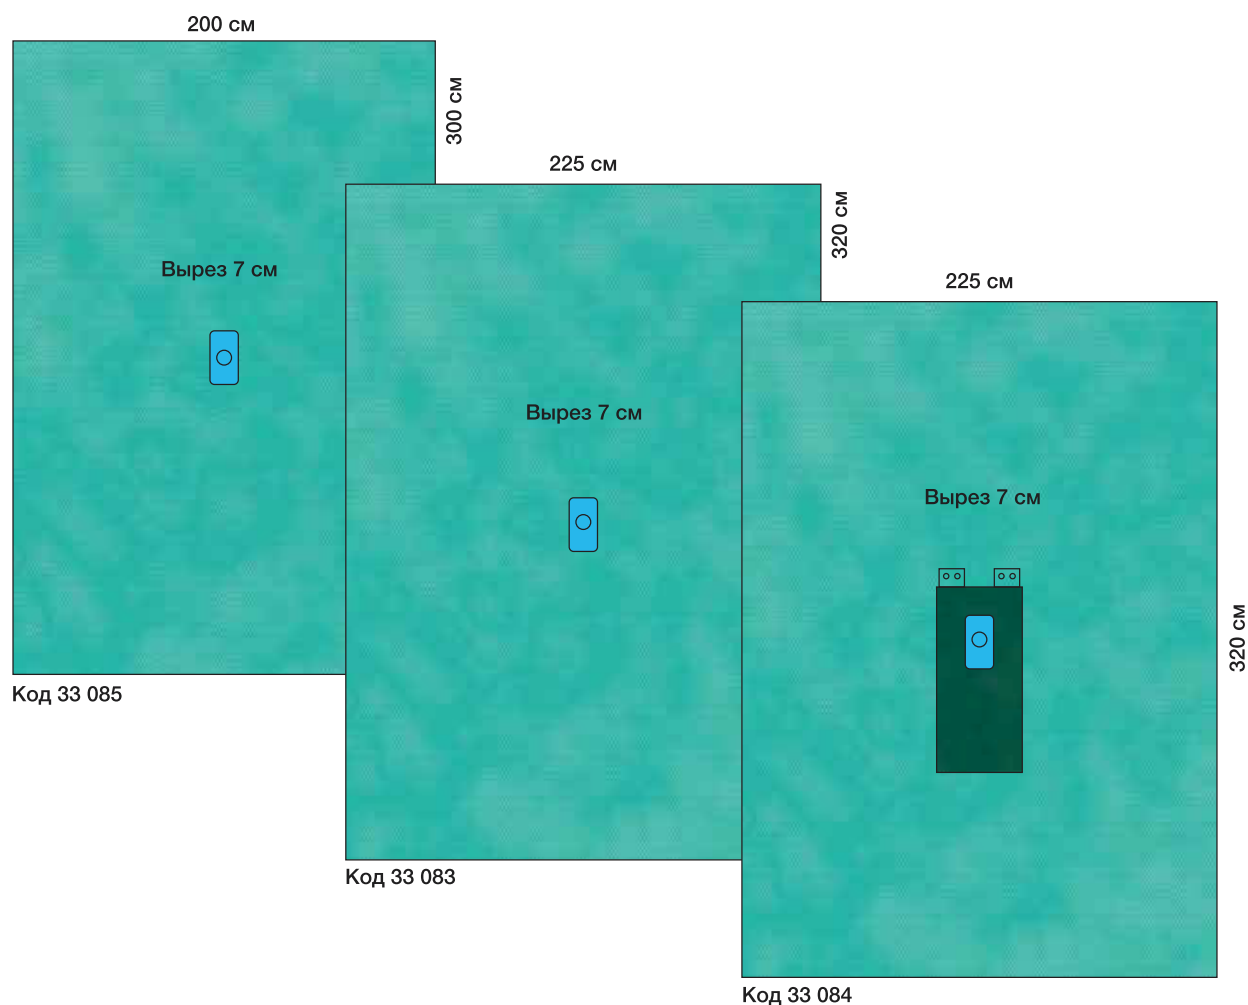 200 см
300 см
Вырез 7 см
Код 33 085
225 см
320 см
Вырез 7 см
Код 33 083
225 см
320 см
Вырез 7 см
Код 33 084